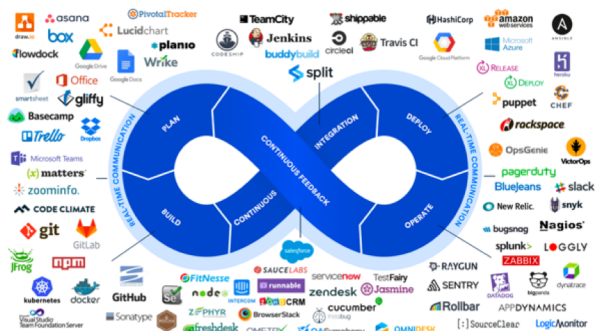 draw.io
asana
PivotalTracker
TeamCity
shippable
HashiCorp
amazon
web services
ANSIBLE
box
Lucidchart
Jenkins
circleci
Travis CI
Microsoft
Azure
flowdock
Google Drive
planio
CODESHIP
buddybuild
Google Cloud Platform
heroku
Google Docs
Wrike
split
XL RELEASE
smartsheet
Office
gliffy
XL DEPLOY
puppet
CHEF
Basecamp
Trello
Dropbox
rackspace
PLAN
INTEGRATION
DEPLOY
REAL-TIME COMMUNICATION
CONTINUOUS FEEDBACK
REAL-TIME COMMUNICATION
Microsoft Teams
(x) matters
zoominfo.
OpsGenie
VictorOps
pagerduty
BlueJeans
slack
CODE CLIMATE
BUILD
CONTINUOUS
OPERATE
New Relic.
snyk
git
GitLab
bugsnag
Nagios
salesforce
splunk>
LOGGLY
ZABBIX
jFrog
npm
SAUCELABS
servicenow
TestFairy
RAYGUN
kubernetes
docker
GitHub
FitNesse
Se
node
INTERCOM
runnable
zendesk
Jasmine
SENTRY
DATADOG
bigpanda
dynatrace
CRM
cucumber
Rollbar
APPDYNAMICS
Visual Studio
Team Foundation Server
Sonatype
ZEPHYR
BrowserStack
freshdesk
OMNIDESK
[:]SourceClear
LogicMonitor